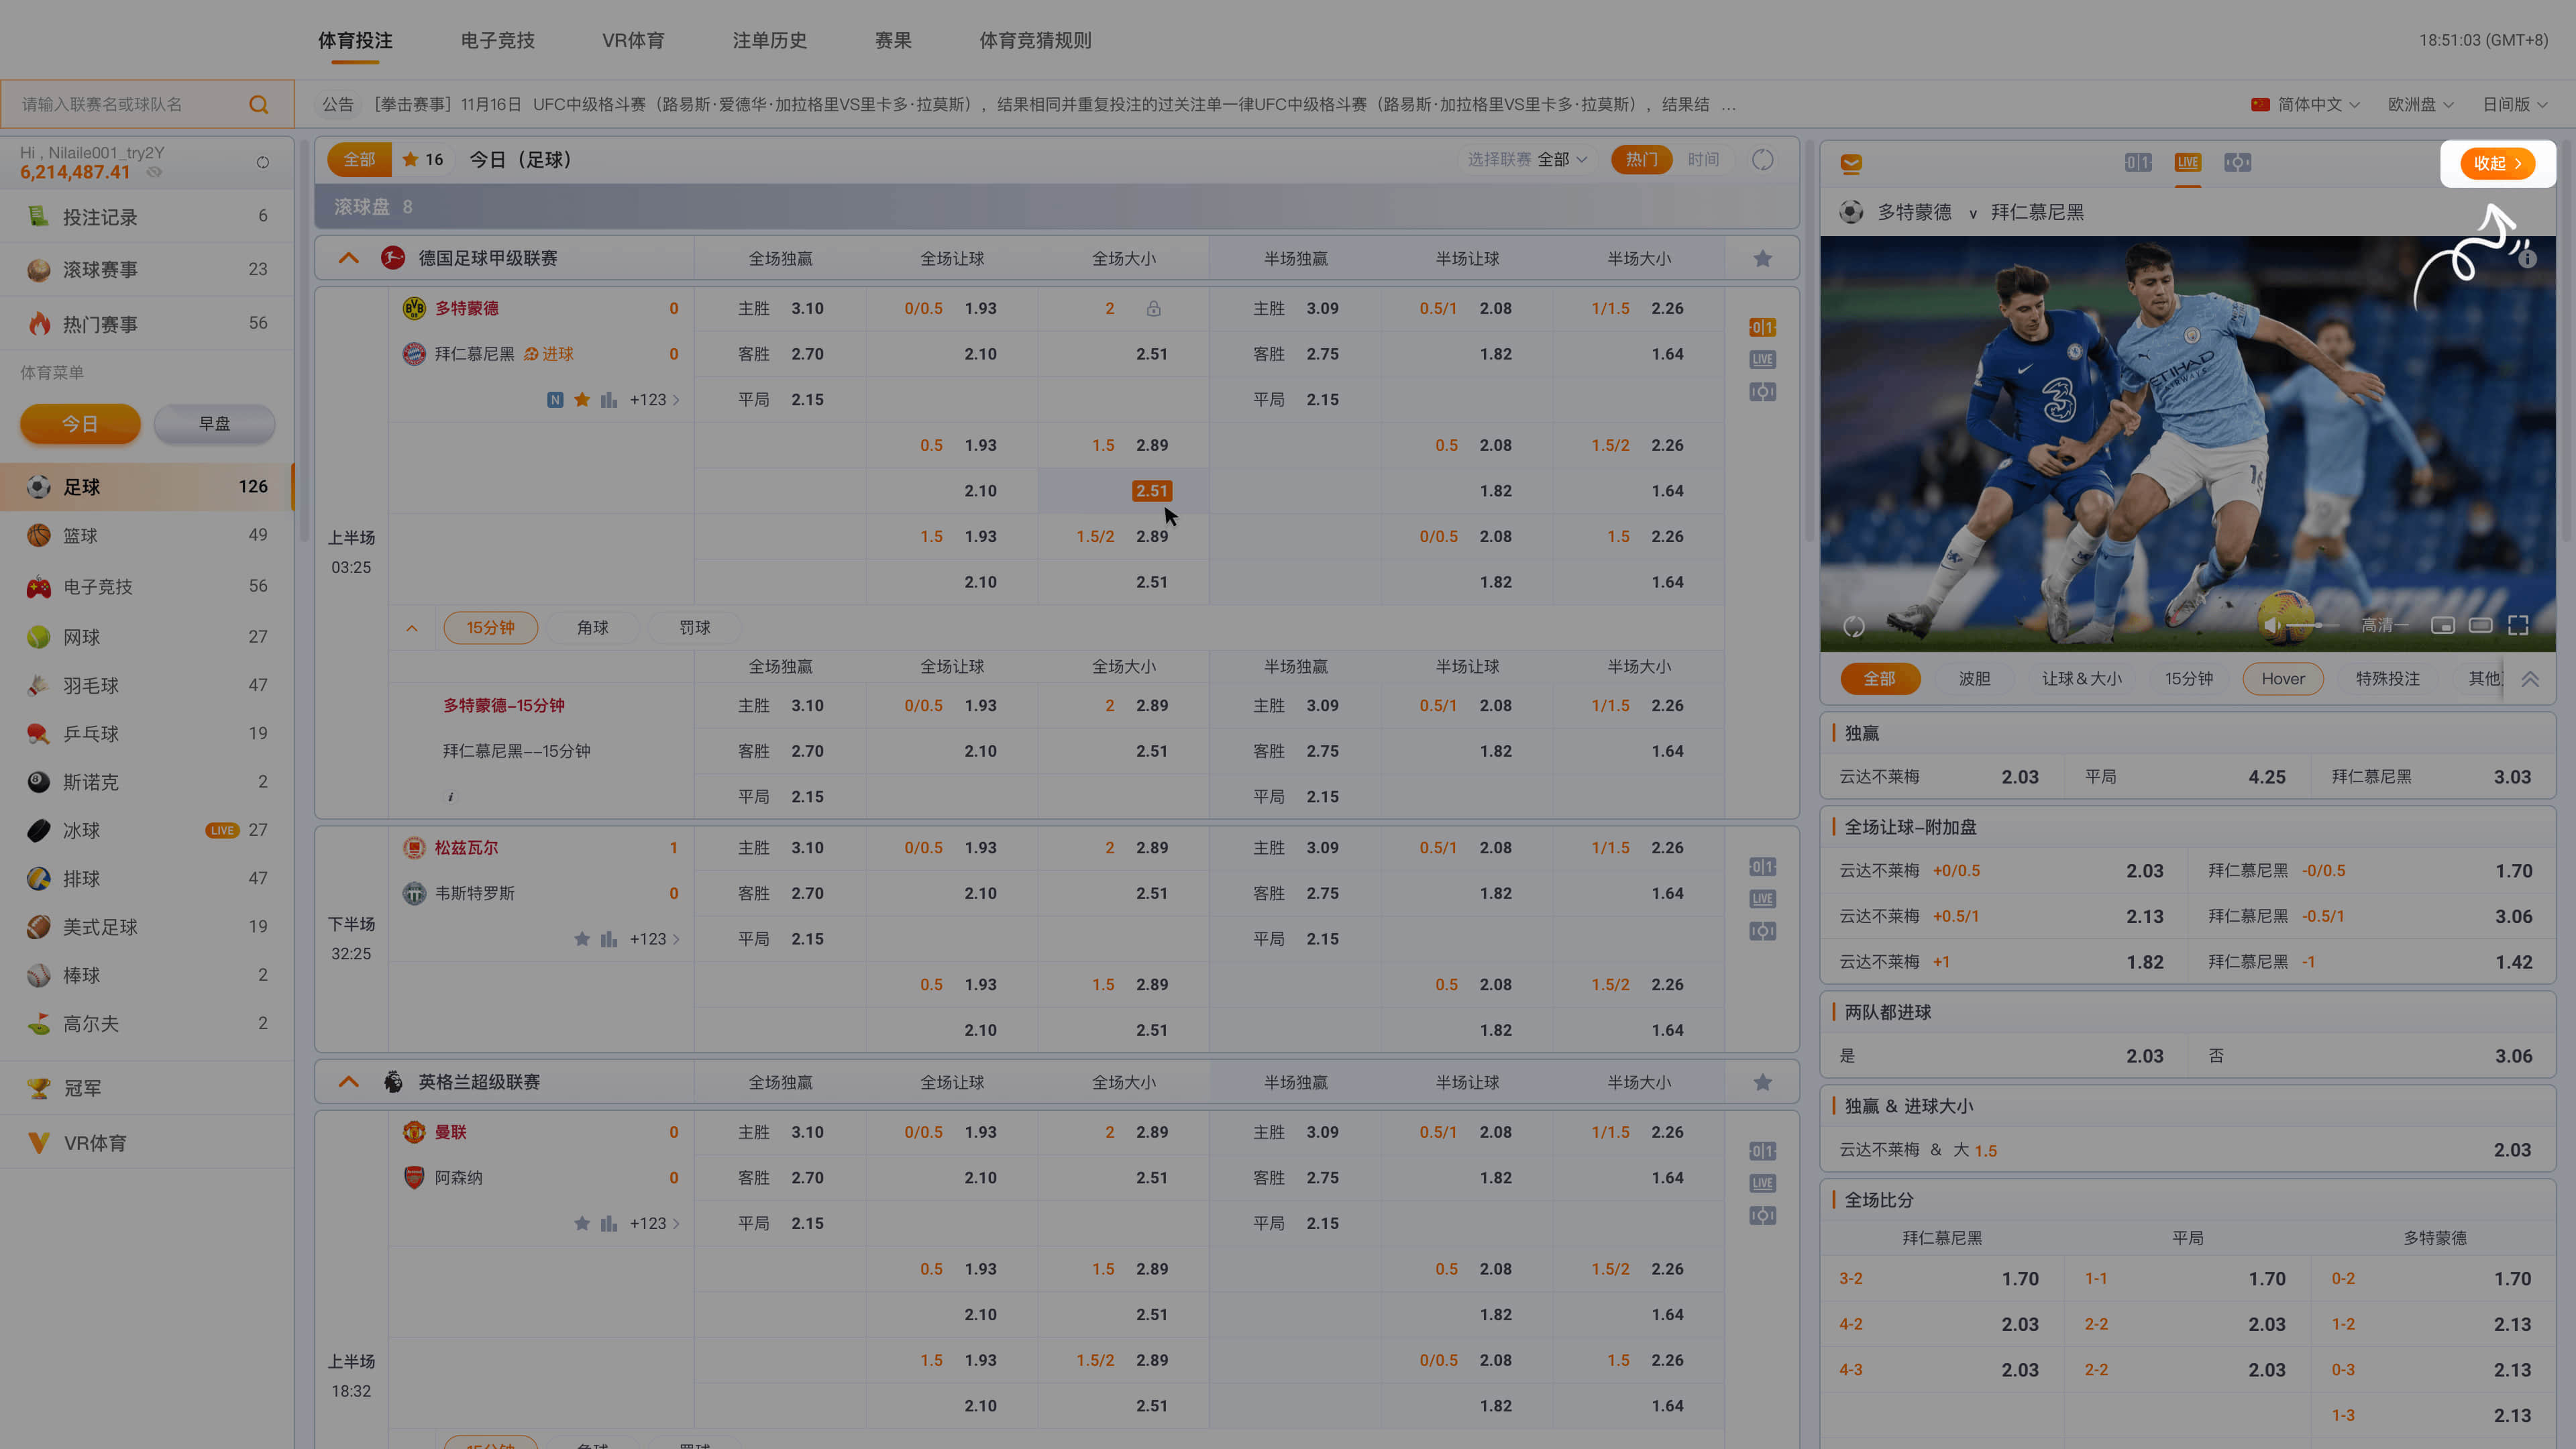 体育投注 电子竞技 VR体育 注单历史 赛果 体育竞猜规则 18:51:03 (GMT+8)
请输入联赛名或球队名 公告 [拳击赛事] 11月16日 UFC中级格斗赛（路易斯·爱德华·加拉格里VS里卡多·拉莫斯），结果相同并重复投注的过关注单一律UFC中级格斗赛（路易斯·加拉格里VS里卡多·拉莫斯），结果结 ... 简体中文 欧洲盘 日间版
Hi , Nilaile001_try2Y
6,214,487.41
投注记录 6
滚球赛事 23
热门赛事 56
体育菜单
今日 早盘
足球 126
篮球 49
电子竞技 56
网球 27
羽毛球 47
乒乓球 19
斯诺克 2
冰球 LIVE 27
排球 47
美式足球 19
棒球 2
高尔夫 2
冠军
VR体育
全部 16 今日（足球） 选择联赛 全部 热门 时间
滚球盘 8
德国足球甲级联赛 全场独赢 全场让球 全场大小 半场独赢 半场让球 半场大小
多特蒙德 0 主胜 3.10 0/0.5 1.93 2 主胜 3.09 0.5/1 2.08 1/1.5 2.26
拜仁慕尼黑 进球 0 客胜 2.70 2.10 2.51 客胜 2.75 1.82 1.64
N +123 平局 2.15 平局 2.15
0.5 1.93 1.5 2.89 0.5 2.08 1.5/2 2.26
2.10 2.51 1.82 1.64
上半场
03:25
1.5 1.93 1.5/2 2.89 0/0.5 2.08 1.5 2.26
2.10 2.51 1.82 1.64
0|1
LIVE
15分钟 角球 罚球
全场独赢 全场让球 全场大小 半场独赢 半场让球 半场大小
多特蒙德-15分钟 主胜 3.10 0/0.5 1.93 2 2.89 主胜 3.09 0.5/1 2.08 1/1.5 2.26
拜仁慕尼黑--15分钟 客胜 2.70 2.10 2.51 客胜 2.75 1.82 1.64
i 平局 2.15 平局 2.15
松兹瓦尔 1 主胜 3.10 0/0.5 1.93 2 2.89 主胜 3.09 0.5/1 2.08 1/1.5 2.26
韦斯特罗斯 0 客胜 2.70 2.10 2.51 客胜 2.75 1.82 1.64
+123 平局 2.15 平局 2.15
下半场
32:25
0.5 1.93 1.5 2.89 0.5 2.08 1.5/2 2.26
2.10 2.51 1.82 1.64
0|1
LIVE
英格兰超级联赛 全场独赢 全场让球 全场大小 半场独赢 半场让球 半场大小
曼联 0 主胜 3.10 0/0.5 1.93 2 2.89 主胜 3.09 0.5/1 2.08 1/1.5 2.26
阿森纳 0 客胜 2.70 2.10 2.51 客胜 2.75 1.82 1.64
+123 平局 2.15 平局 2.15
0.5 1.93 1.5 2.89 0.5 2.08 1.5/2 2.26
2.10 2.51 1.82 1.64
上半场
18:32
1.5 1.93 1.5/2 2.89 0/0.5 2.08 1.5 2.26
2.10 2.51 1.82 1.64
0|1
LIVE
15分钟 角球 罚球
0|1 LIVE 收起
多特蒙德 v 拜仁慕尼黑
3
ETIHAD
AIRWAYS
16
高清
全部 波胆 让球&大小 15分钟 Hover 特殊投注 其他
独赢
云达不莱梅 2.03 平局 4.25 拜仁慕尼黑 3.03
全场让球-附加盘
云达不莱梅 +0/0.5 2.03 拜仁慕尼黑 -0/0.5 1.70
云达不莱梅 +0.5/1 2.13 拜仁慕尼黑 -0.5/1 3.06
云达不莱梅 +1 1.82 拜仁慕尼黑 -1 1.42
两队都进球
是 2.03 否 3.06
独赢 & 进球大小
云达不莱梅 & 大 1.5 2.03
全场比分
拜仁慕尼黑 平局 多特蒙德
3-2 1.70 1-1 1.70 0-2 1.70
4-2 2.03 2-2 2.03 1-2 2.13
4-3 2.03 2-2 2.03 0-3 2.13
1-3 2.13